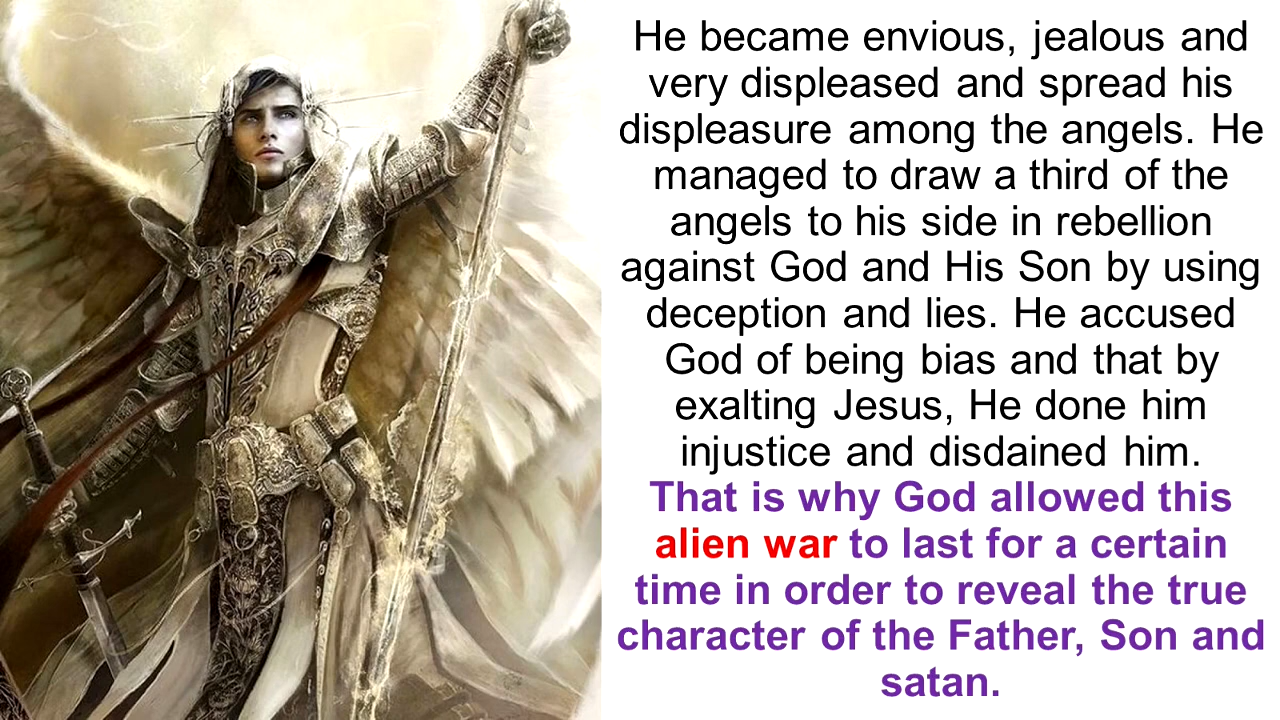 He became envious, jealous and
very displeased and spread his
displeasure among the angels. He
managed to draw a third of the
angels to his side in rebellion
against God and His Son by using
deception and lies. He accused
God of being bias and that by
exalting Jesus, He done him
injustice and disdained him.
That is why God allowed this
alien war to last for a certain
time in order to reveal the true
character of the Father, Son and
satan.